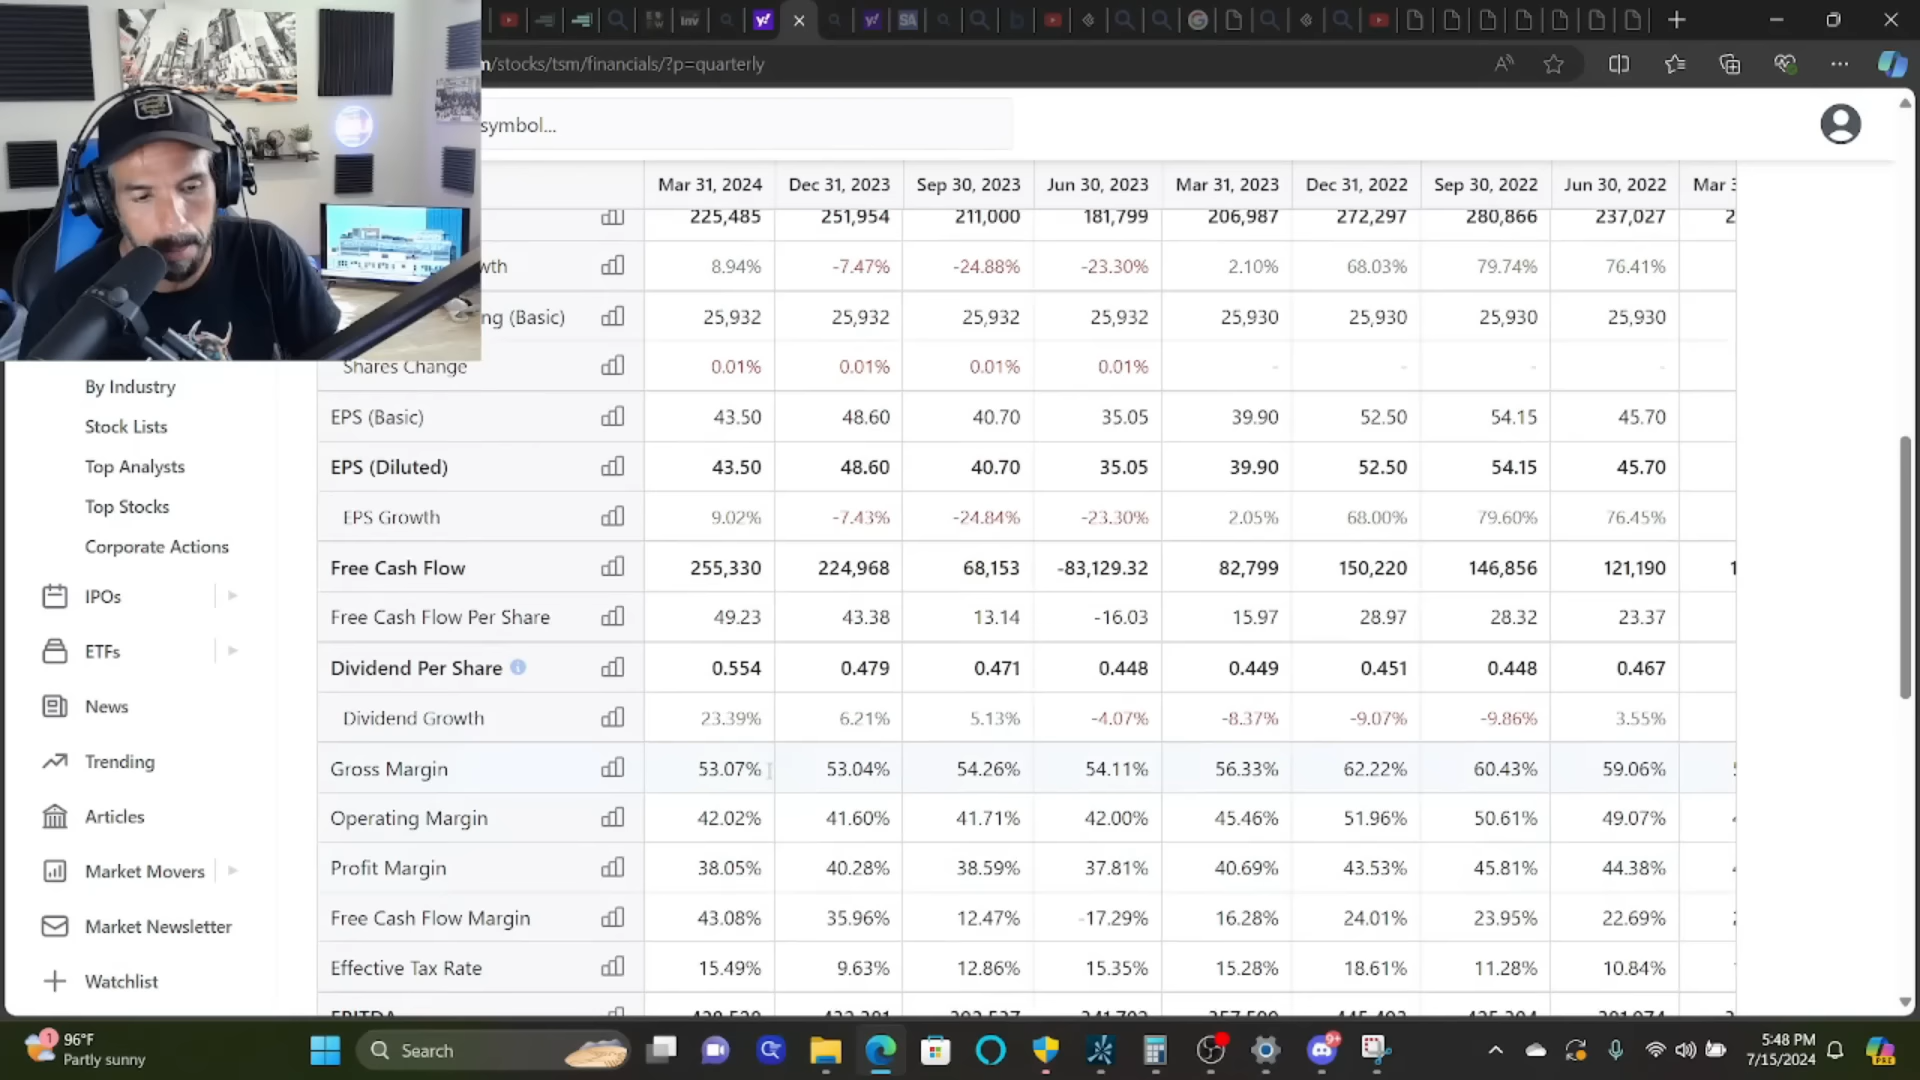 m/stocks/tsm/financials/?p=quarterly
symbol...
Mar 31, 2024 Dec 31, 2023 Sep 30, 2023 Jun 30, 2023 Mar 31, 2023 Dec 31, 2022 Sep 30, 2022 Jun 30, 2022 Mar 3
225,485 251,954 211,000 181,799 206,987 272,297 280,866 237,027 2
wth 8.94% -7.47% -24.88% -23.30% 2.10% 68.03% 79.74% 76.41%
ng (Basic) 25,932 25,932 25,932 25,932 25,930 25,930 25,930 25,930
Shares Change 0.01% 0.01% 0.01% 0.01% - - - -
EPS (Basic) 43.50 48.60 40.70 35.05 39.90 52.50 54.15 45.70
EPS (Diluted) 43.50 48.60 40.70 35.05 39.90 52.50 54.15 45.70
EPS Growth 9.02% -7.43% -24.84% -23.30% 2.05% 68.00% 79.60% 76.45%
Free Cash Flow 255,330 224,968 68,153 -83,129.32 82,799 150,220 146,856 121,190 1
Free Cash Flow Per Share 49.23 43.38 13.14 -16.03 15.97 28.97 28.32 23.37
Dividend Per Share 0.554 0.479 0.471 0.448 0.449 0.451 0.448 0.467
Dividend Growth 23.39% 6.21% 5.13% -4.07% -8.37% -9.07% -9.86% 3.55%
Gross Margin 53.07% 53.04% 54.26% 54.11% 56.33% 62.22% 60.43% 59.06%
Operating Margin 42.02% 41.60% 41.71% 42.00% 45.46% 51.96% 50.61% 49.07%
Profit Margin 38.05% 40.28% 38.59% 37.81% 40.69% 43.53% 45.81% 44.38%
Free Cash Flow Margin 43.08% 35.96% 12.47% -17.29% 16.28% 24.01% 23.95% 22.69%
Effective Tax Rate 15.49% 9.63% 12.86% 15.35% 15.28% 18.61% 11.28% 10.84%
EBITDA
By Industry
Stock Lists
Top Analysts
Top Stocks
Corporate Actions
IPOs
ETFs
News
Trending
Articles
Market Movers
Market Newsletter
Watchlist
96°F
Partly sunny
Search
5:48 PM
7/15/2024